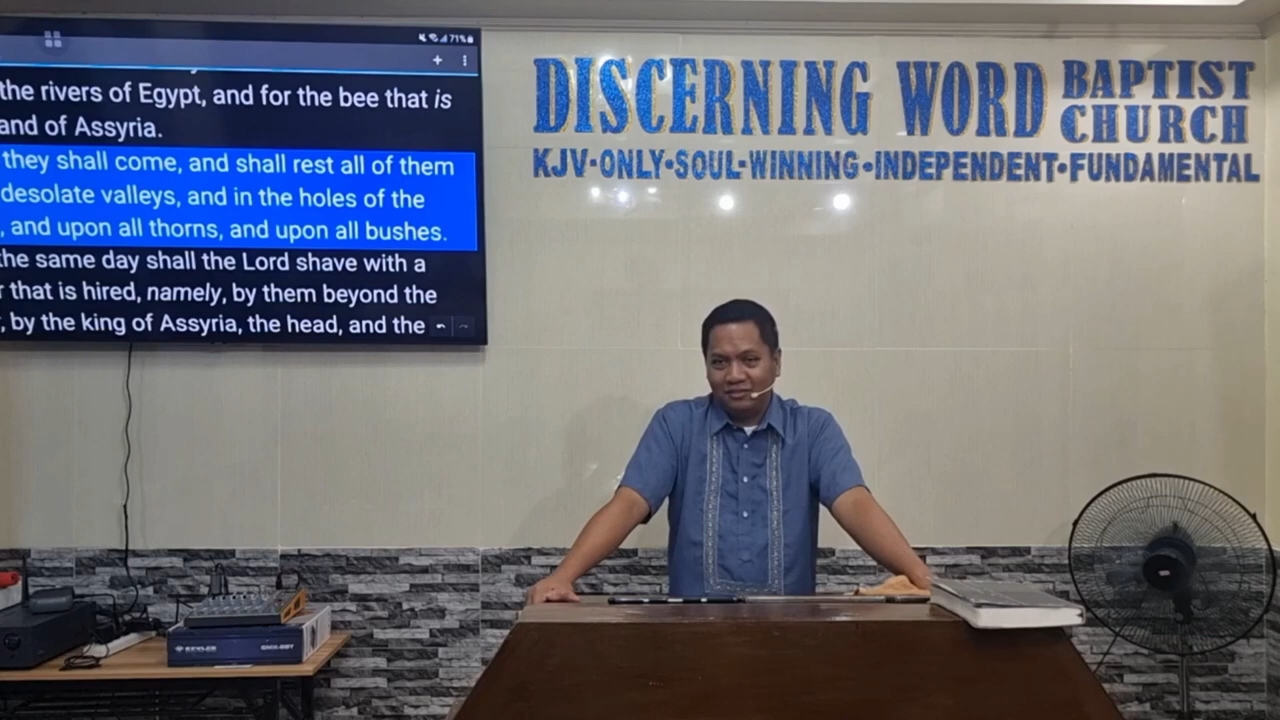 71%
the rivers of Egypt, and for the bee that is
and of Assyria.
they shall come, and shall rest all of them
desolate valleys, and in the holes of the
, and upon all thorns, and upon all bushes.
the same day shall the Lord shave with a
that is hired, namely, by them beyond the
, by the king of Assyria, the head, and the
DISCERNING WORD BAPTIST CHURCH
KJV-ONLY•SOUL-WINNING•INDEPENDENT•FUNDAMENTAL
KEVLER